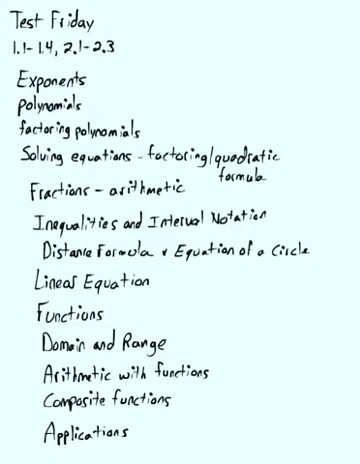 Test Friday
1.1-1.4, 2.1-2.3
Exponents
polynomials
factoring polynomials
Solving equations - factoring/quadratic
formula
Fractions - arithmetic
Inequalities and Interval Notation
Distance Formula & Equation of a Circle
Linear Equation
Functions
Domain and Range
Arithmetic with functions
Composite functions
Applications